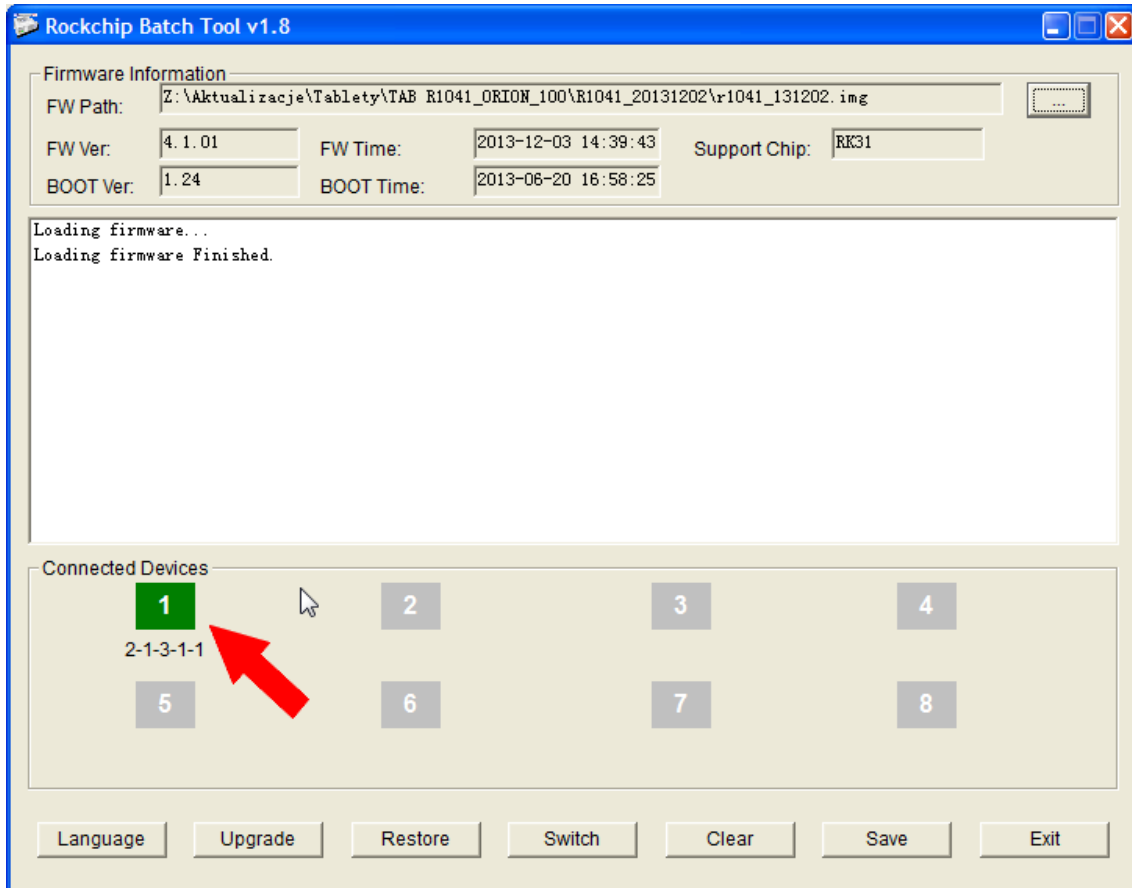 Rockchip Batch Tool v1.8
Firmware Information
FW Path: Z:\Aktualizacje\Tablety\TAB R1041_ORION_100\R1041_20131202\r1041_131202.img ...
FW Ver: 4.1.01 FW Time: 2013-12-03 14:39:43 Support Chip: RK31
BOOT Ver: 1.24 BOOT Time: 2013-06-20 16:58:25
Loading firmware...
Loading firmware Finished.
Connected Devices
1 2 3 4
2-1-3-1-1
5 6 7 8
Language Upgrade Restore Switch Clear Save Exit